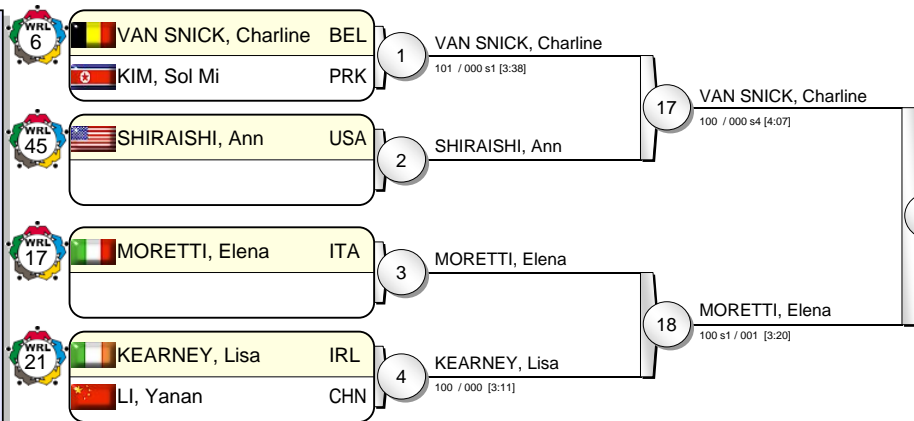 WRL
6
VAN SNICK, Charline BEL
KIM, Sol Mi PRK
1
VAN SNICK, Charline
101 / 000 s1 [3:38]
WRL
45
SHIRAISHI, Ann USA
2
SHIRAISHI, Ann
17
VAN SNICK, Charline
100 / 000 s4 [4:07]
WRL
17
MORETTI, Elena ITA
3
MORETTI, Elena
WRL
21
KEARNEY, Lisa IRL
LI, Yanan CHN
4
KEARNEY, Lisa
100 / 000 [3:11]
18
MORETTI, Elena
100 s1 / 001 [3:20]